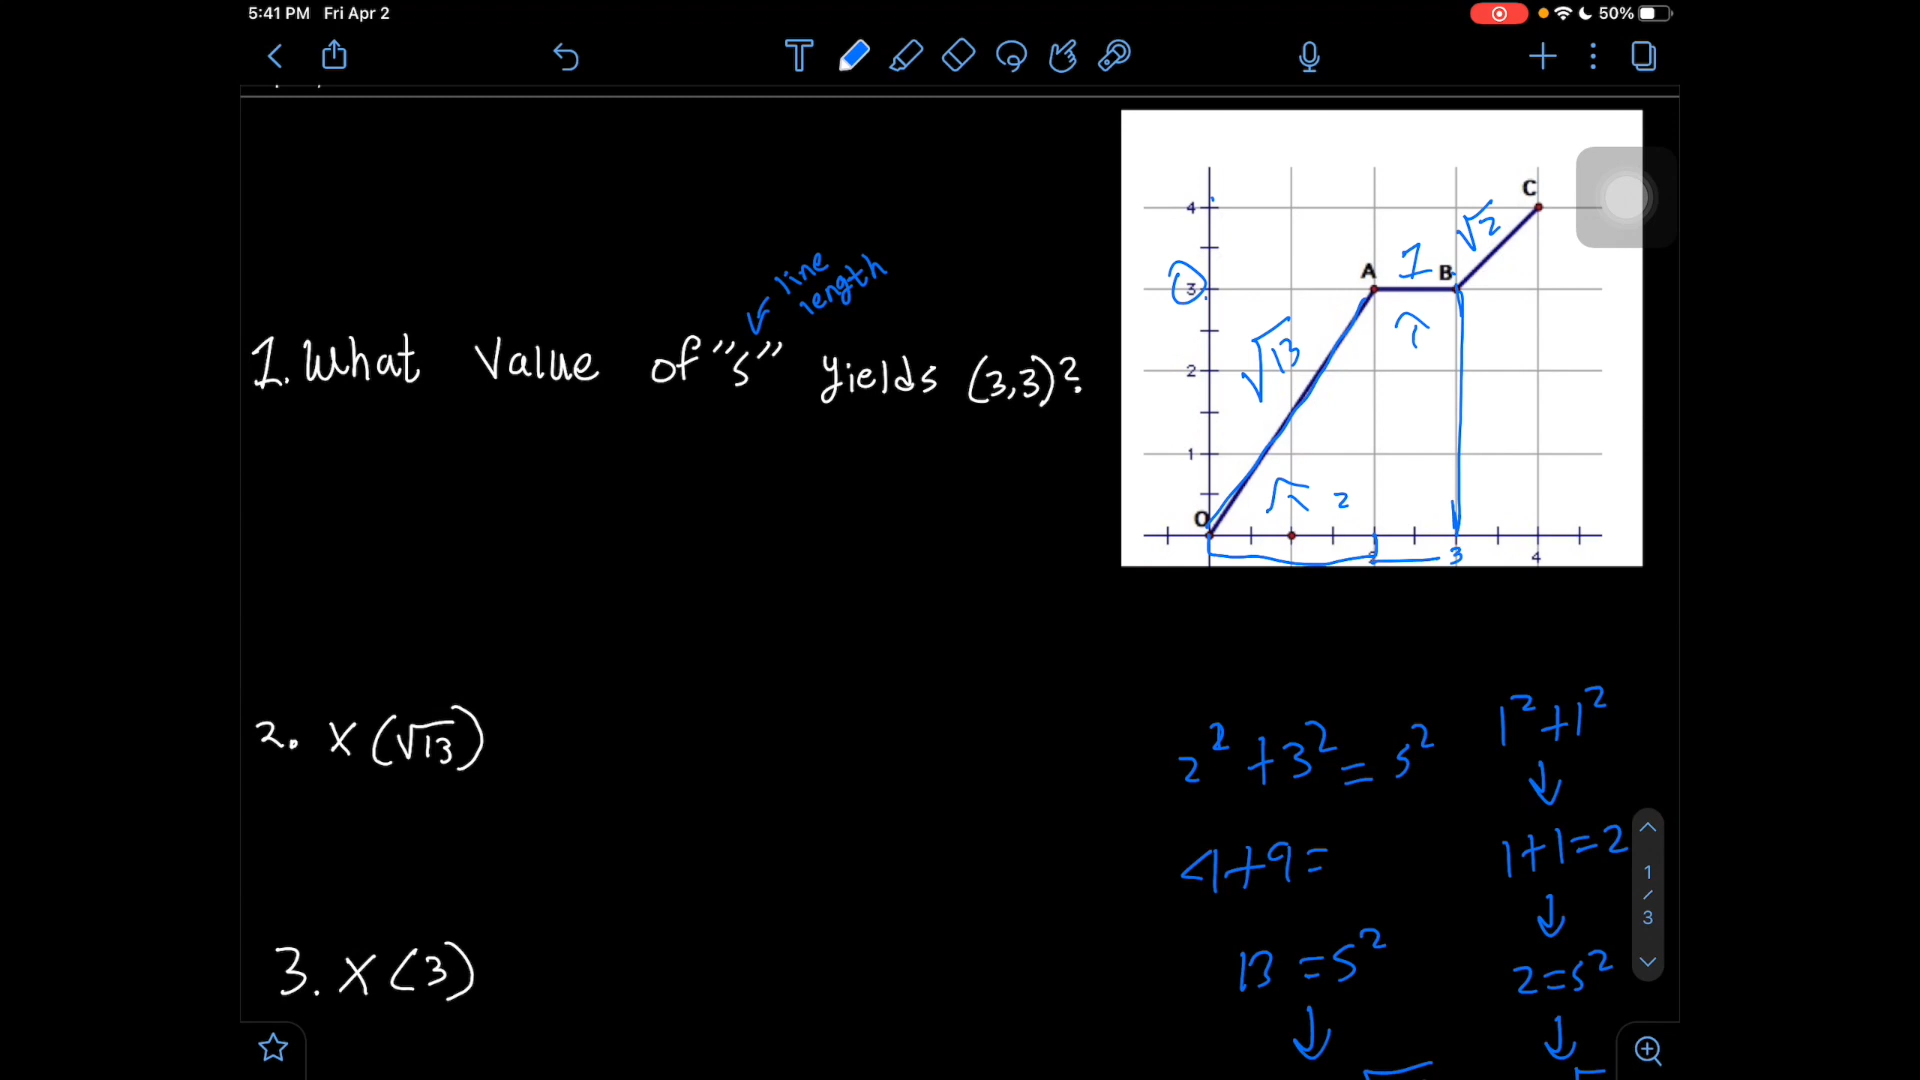 5:41 PM Fri Apr 2
50%
line
length
1. What Value of "s" yields (3,3)?
C
4
√2
A 1 B
3
√13
2
1
2
O
3 4
2. X(√13)
2² + 3² = s²
1² + 1²
4+9=
1+1=2
1
/
3
3. X(3)
13 = s²
2=s²